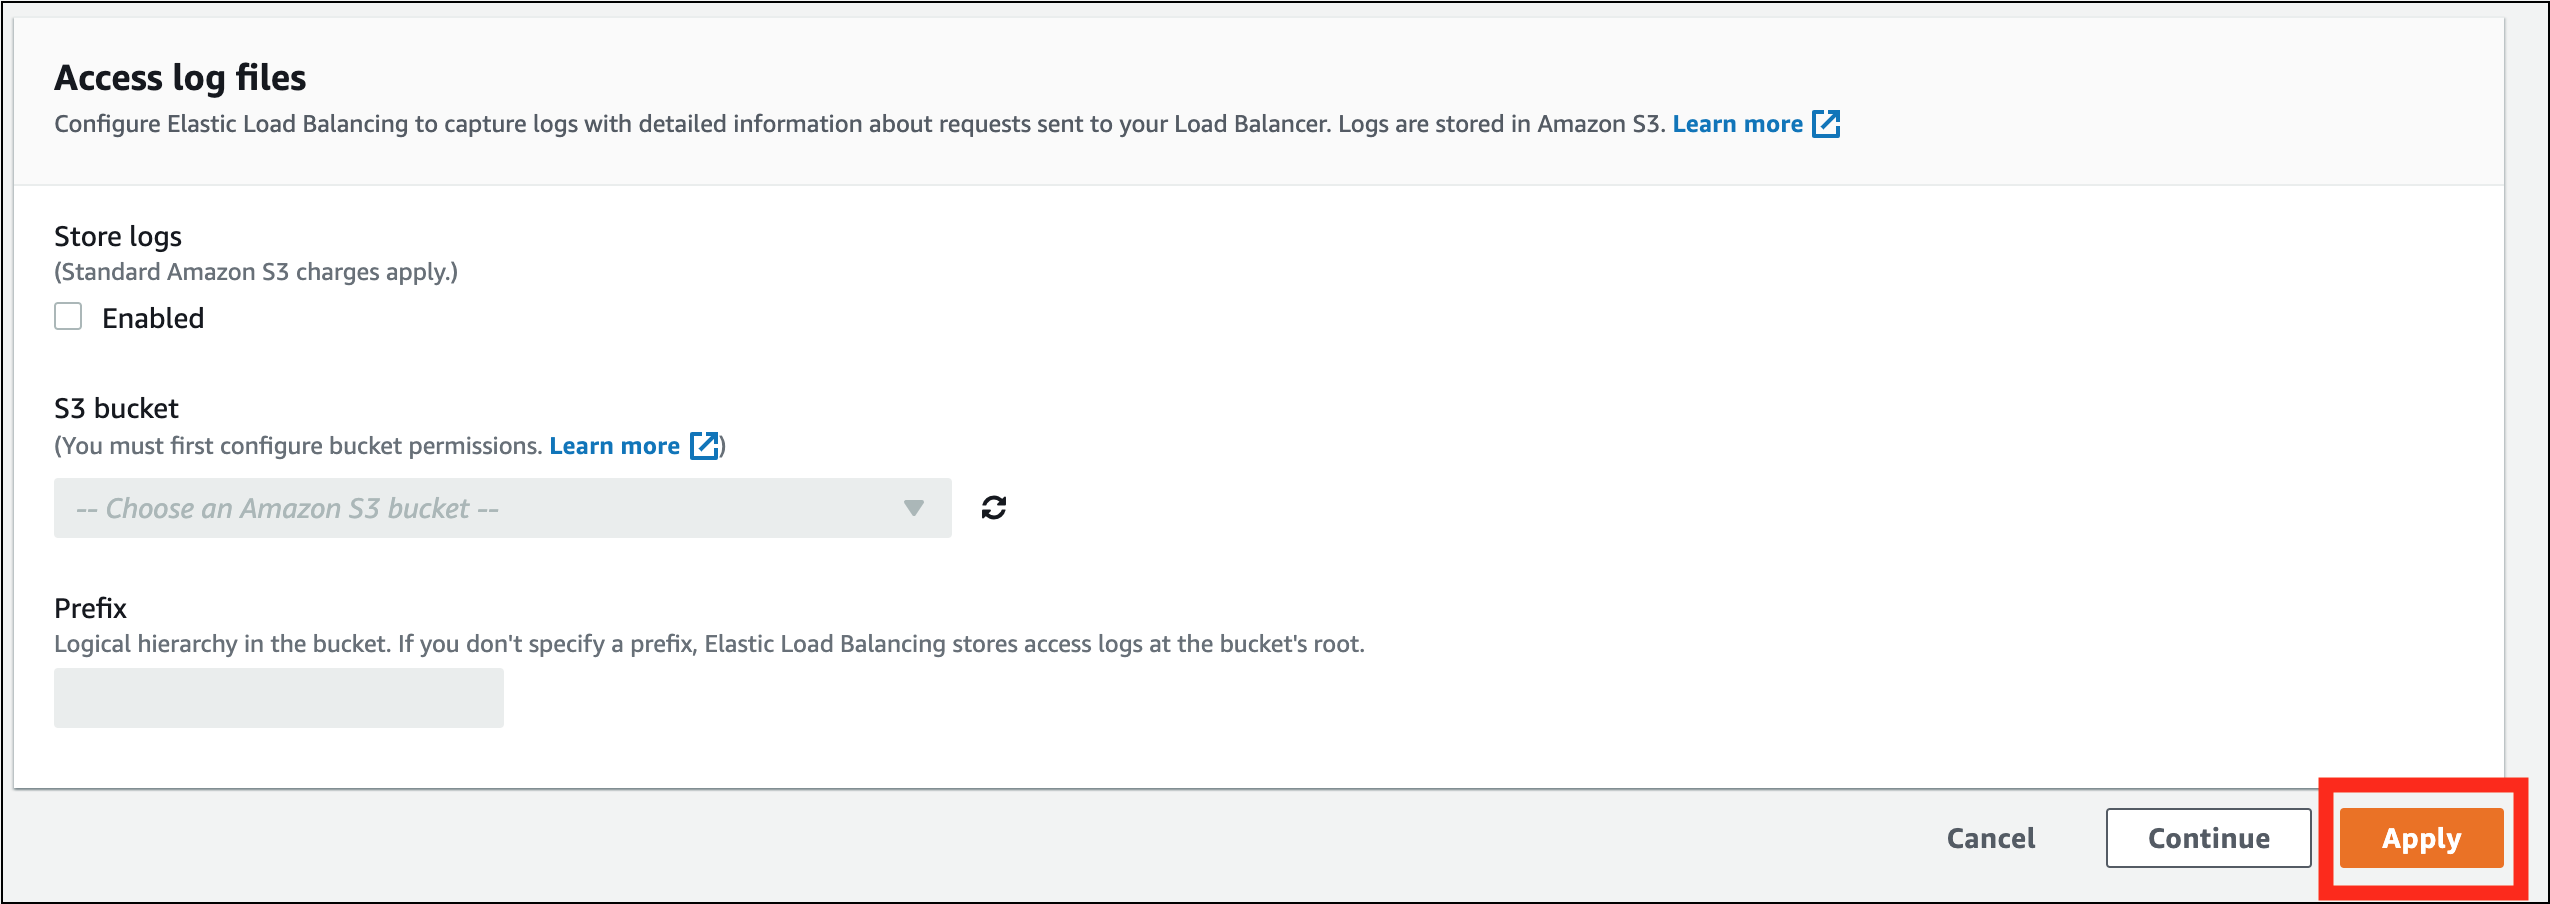 Access log files
Configure Elastic Load Balancing to capture logs with detailed information about requests sent to your Load Balancer. Logs are stored in Amazon S3. Learn more
Store logs
(Standard Amazon S3 charges apply.)
Enabled
S3 bucket
(You must first configure bucket permissions. Learn more )
-- Choose an Amazon S3 bucket --
Prefix
Logical hierarchy in the bucket. If you don't specify a prefix, Elastic Load Balancing stores access logs at the bucket's root.
Cancel Continue Apply